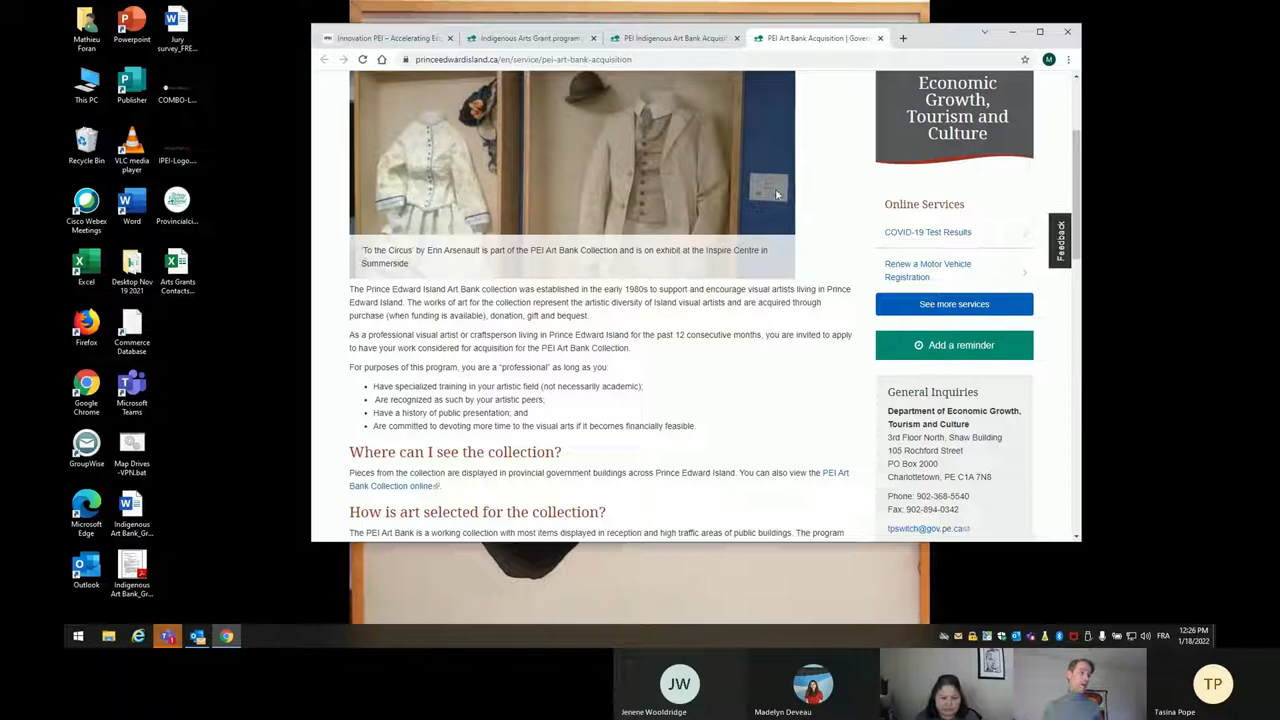 Mathieu Foran
Powerpoint
Jury survey_FRE...
This PC
Publisher
COMBO-L...
Recycle Bin
VLC media player
IPEI-Logo....
Cisco Webex Meetings
Word
Provincialci...
Excel
Desktop Nov 19 2021
Arts Grants Contacts...
Firefox
Commerce Database
Google Chrome
Microsoft Teams
GroupWise
Map Drives -VPN.bat
Microsoft Edge
Indigenous Art Bank_Gr...
Outlook
Indigenous Art Bank_Gr...
Innovation PEI – Accelerating Ec
Indigenous Arts Grant program
PEI Indigenous Art Bank Acquisit
PEI Art Bank Acquisition | Gover
princeedwardisland.ca/en/service/pei-art-bank-acquisition
M
'To the Circus' by Erin Arsenault is part of the PEI Art Bank Collection and is on exhibit at the Inspire Centre in
Summerside
The Prince Edward Island Art Bank collection was established in the early 1980s to support and encourage visual artists living in Prince
Edward Island. The works of art for the collection represent the artistic diversity of Island visual artists and are acquired through
purchase (when funding is available), donation, gift and bequest.
As a professional visual artist or craftsperson living in Prince Edward Island for the past 12 consecutive months, you are invited to apply
to have your work considered for acquisition for the PEI Art Bank Collection.
For purposes of this program, you are a "professional" as long as you:
• Have specialized training in your artistic field (not necessarily academic);
• Are recognized as such by your artistic peers;
• Have a history of public presentation; and
• Are committed to devoting more time to the visual arts if it becomes financially feasible.
Where can I see the collection?
Pieces from the collection are displayed in provincial government buildings across Prince Edward Island. You can also view the PEI Art
Bank Collection online.
How is art selected for the collection?
The PEI Art Bank is a working collection with most items displayed in reception and high traffic areas of public buildings. The program
Economic
Growth,
Tourism and
Culture
Online Services
COVID-19 Test Results
Renew a Motor Vehicle
Registration
See more services
Add a reminder
General Inquiries
Department of Economic Growth,
Tourism and Culture
3rd Floor North, Shaw Building
105 Rochford Street
PO Box 2000
Charlottetown, PE C1A 7N8
Phone: 902-368-5540
Fax: 902-894-0342
tpswitch@gov.pe.ca
Feedback
FRA
12:26 PM
1/18/2022
JW
Jenene Wooldridge
Madelyn Deveau
TP
Tasina Pope